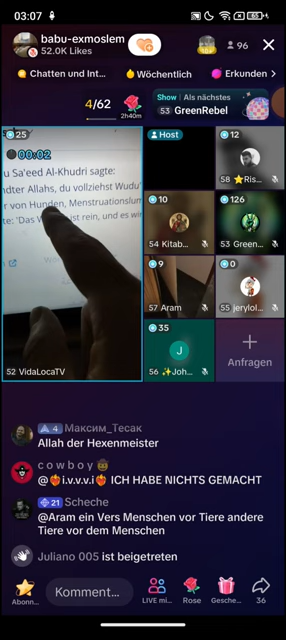 03:07
65
babu-exmoslem
52.0K Likes
96
Chatten und Int...
Wöchentlich
Erkunden
4/62
2h40m
Show | Als nächstes
53 GreenRebel
25
00:02
u Sa'eed Al-Khudri sagte:
ndter Allahs, du vollziehst Wudu'
r von Hunden, Menstruationslum
te: 'Das ist rein, und es wir
52 VidaLocaTV
Host
12
58 ⭐Ris...
10
54 Kitab...
126
53 Green...
9
57 Aram
0
55 jerylol...
35
J
56 ✨Joh...
+
Anfragen
4 Максим_Тесак
Allah der Hexenmeister
c o w b o y 🤠
@❤️‍🔥i.v.v.v.i❤️‍🔥 ICH HABE NICHTS GEMACHT
21 Scheche
@Aram ein Vers Menschen vor Tiere andere
Tiere vor dem Menschen
Juliano 005 ist beigetreten
Abonn...
Komment...
LIVE mi...
Rose
Gesche...
36